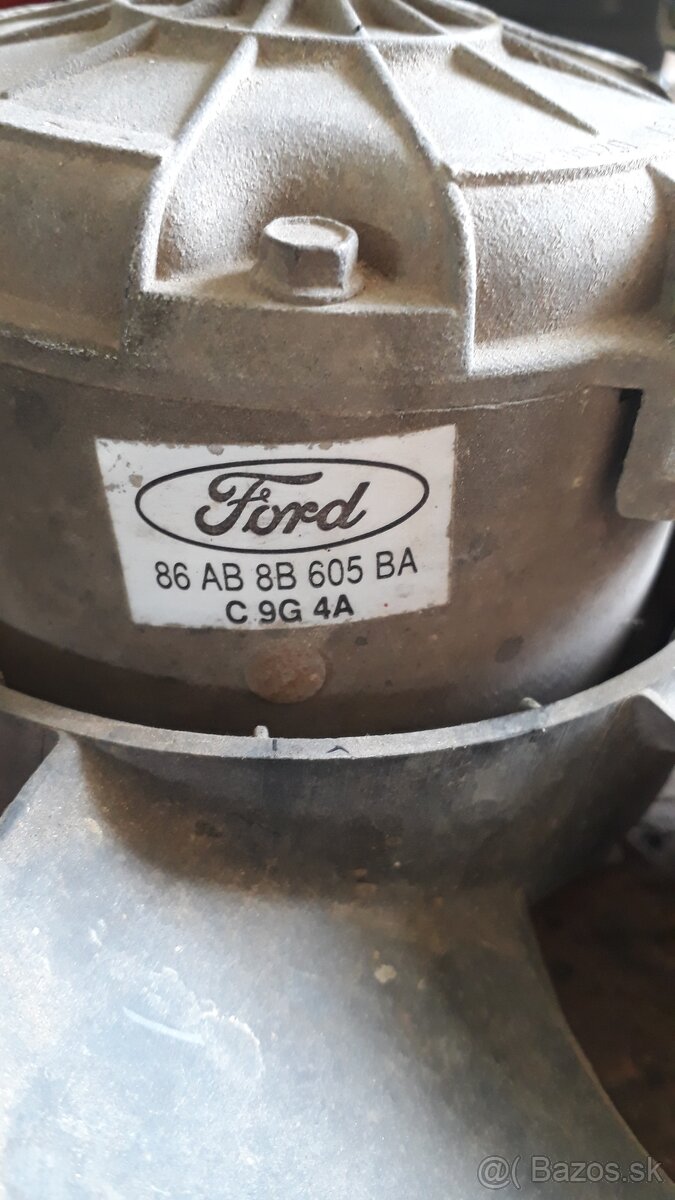 Ford
86 AB 8B 605 BA
C 9G 4A
@( Bazos.sk